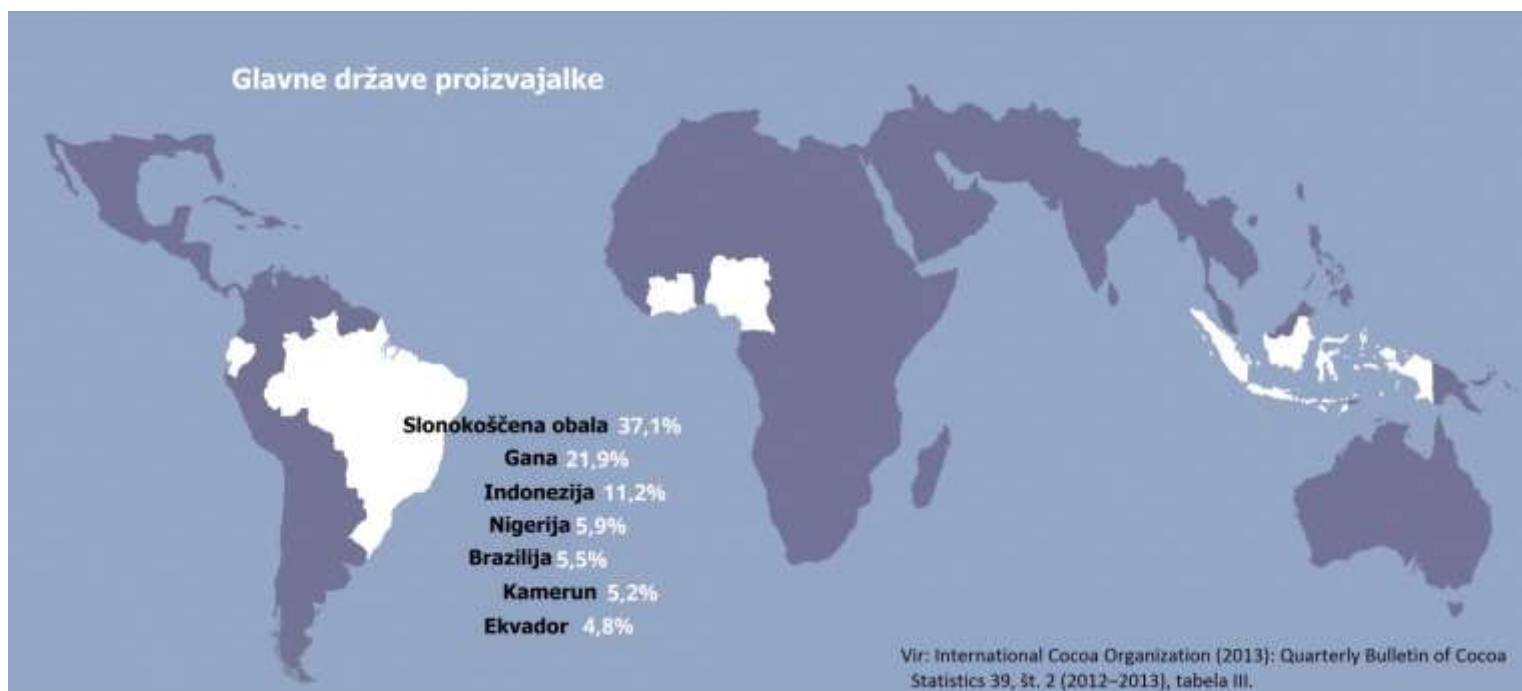 Glavne države proizvajalke
Slonokoščena obala 37,1%
Gana 21,9%
Indonezija 11,2%
Nigerija 5,9%
Brazilija 5,5%
Kamerun 5,2%
Ekvador 4,8%
Vir: International Cocoa Organization (2013): Quarterly Bulletin of Cocoa
Statistics 39, št. 2 (2012–2013), tabela III.